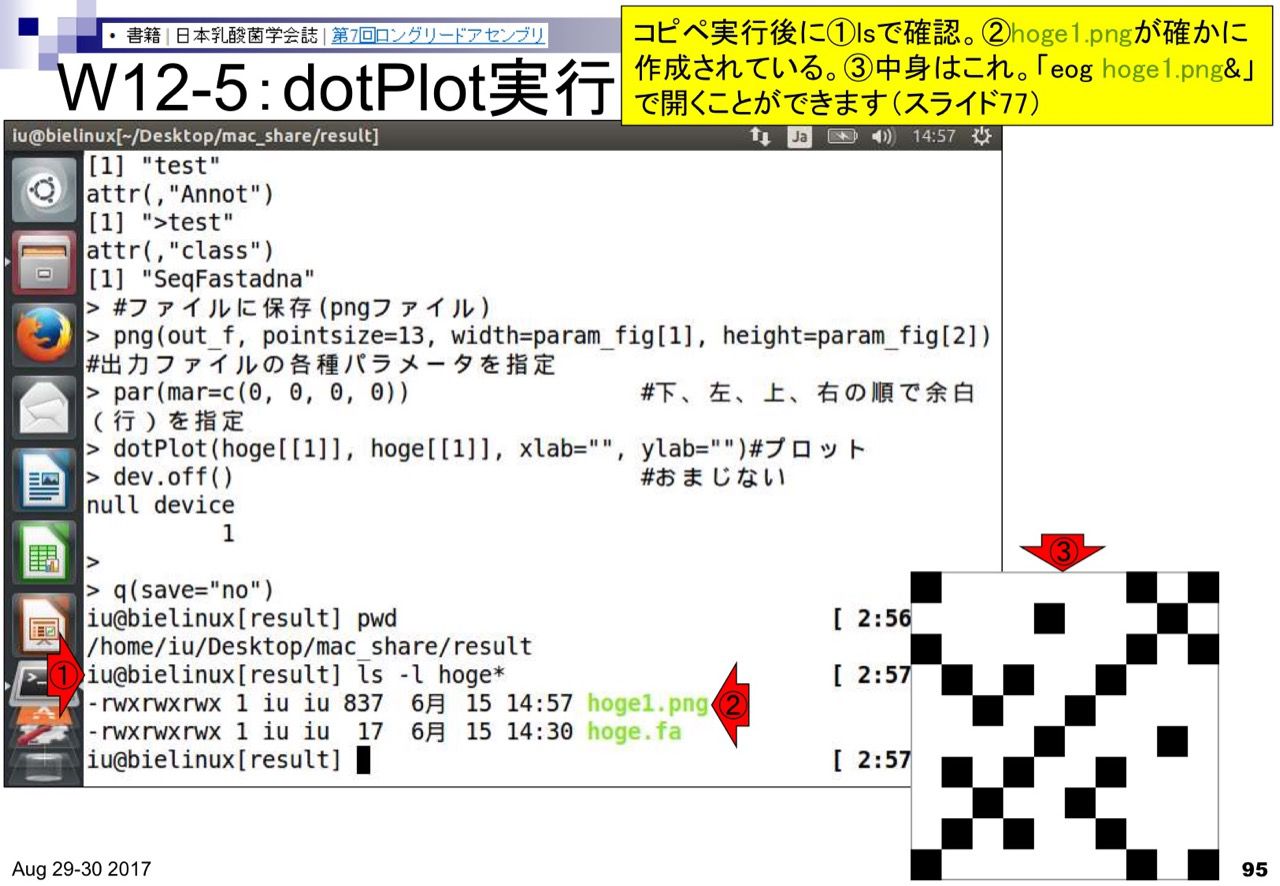 • 書籍 | 日本乳酸菌学会誌 | 第7回ロングリードアセンブリ
W12-5：dotPlot実行
コピペ実行後に①lsで確認。②hoge1.pngが確かに
作成されている。③中身はこれ。「eog hoge1.png&」
で開くことができます（スライド77）
iu@bielinux[~/Desktop/mac_share/result]
Ja
14:57
[1] "test"
attr(,"Annot")
[1] ">test"
attr(,"class")
[1] "SeqFastadna"
> #ファイルに保存(pngファイル)
> png(out_f, pointsize=13, width=param_fig[1], height=param_fig[2])
#出力ファイルの各種パラメータを指定
> par(mar=c(0, 0, 0, 0)) #下、左、上、右の順で余白
(行)を指定
> dotPlot(hoge[[1]], hoge[[1]], xlab="", ylab="")#プロット
> dev.off() #おまじない
null device
1
>
> q(save="no")
iu@bielinux[result] pwd [ 2:56
/home/iu/Desktop/mac_share/result
①
iu@bielinux[result] ls -l hoge* [ 2:57
-rwxrwxrwx 1 iu iu 837 6月 15 14:57 hoge1.png
②
-rwxrwxrwx 1 iu iu 17 6月 15 14:30 hoge.fa
iu@bielinux[result] [ 2:57
③
Aug 29-30 2017
95